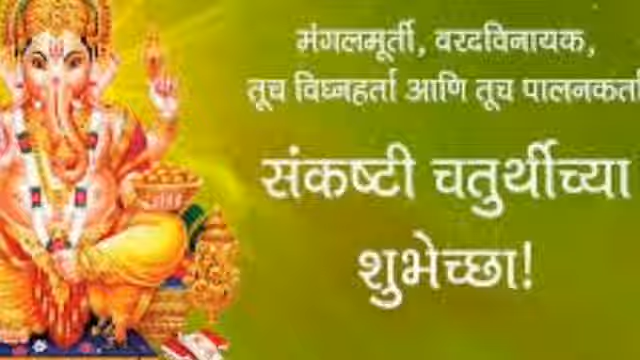 मंगलमूर्ती, वरदविनायक,
तूच विघ्नहर्ता आणि तूच पालनकर्ता
संकष्टी चतुर्थीच्या
शुभेच्छा!